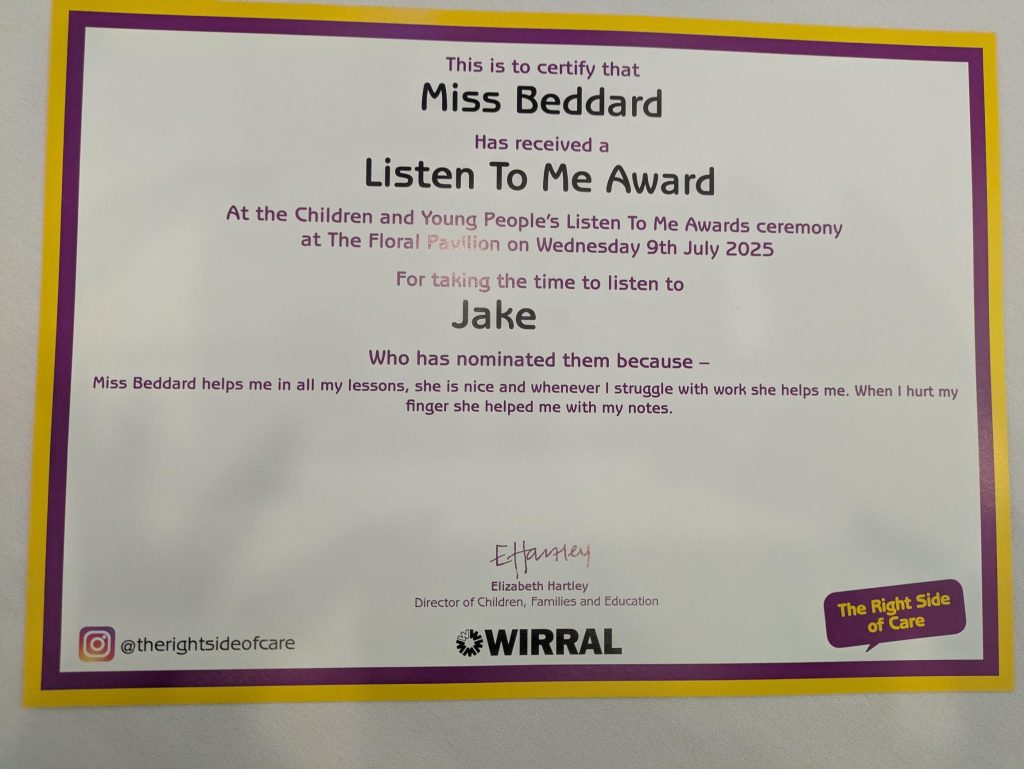 This is to certify that
Miss Beddard
Has received a
Listen To Me Award
At the Children and Young People's Listen To Me Awards ceremony
at The Floral Pavilion on Wednesday 9th July 2025
For taking the time to listen to
Jake
Who has nominated them because –
Miss Beddard helps me in all my lessons, she is nice and whenever I struggle with work she helps me. When I hurt my
finger she helped me with my notes.
EHartley
Elizabeth Hartley
Director of Children, Families and Education
@therightsideofcare
WIRRAL
The Right Side
of Care